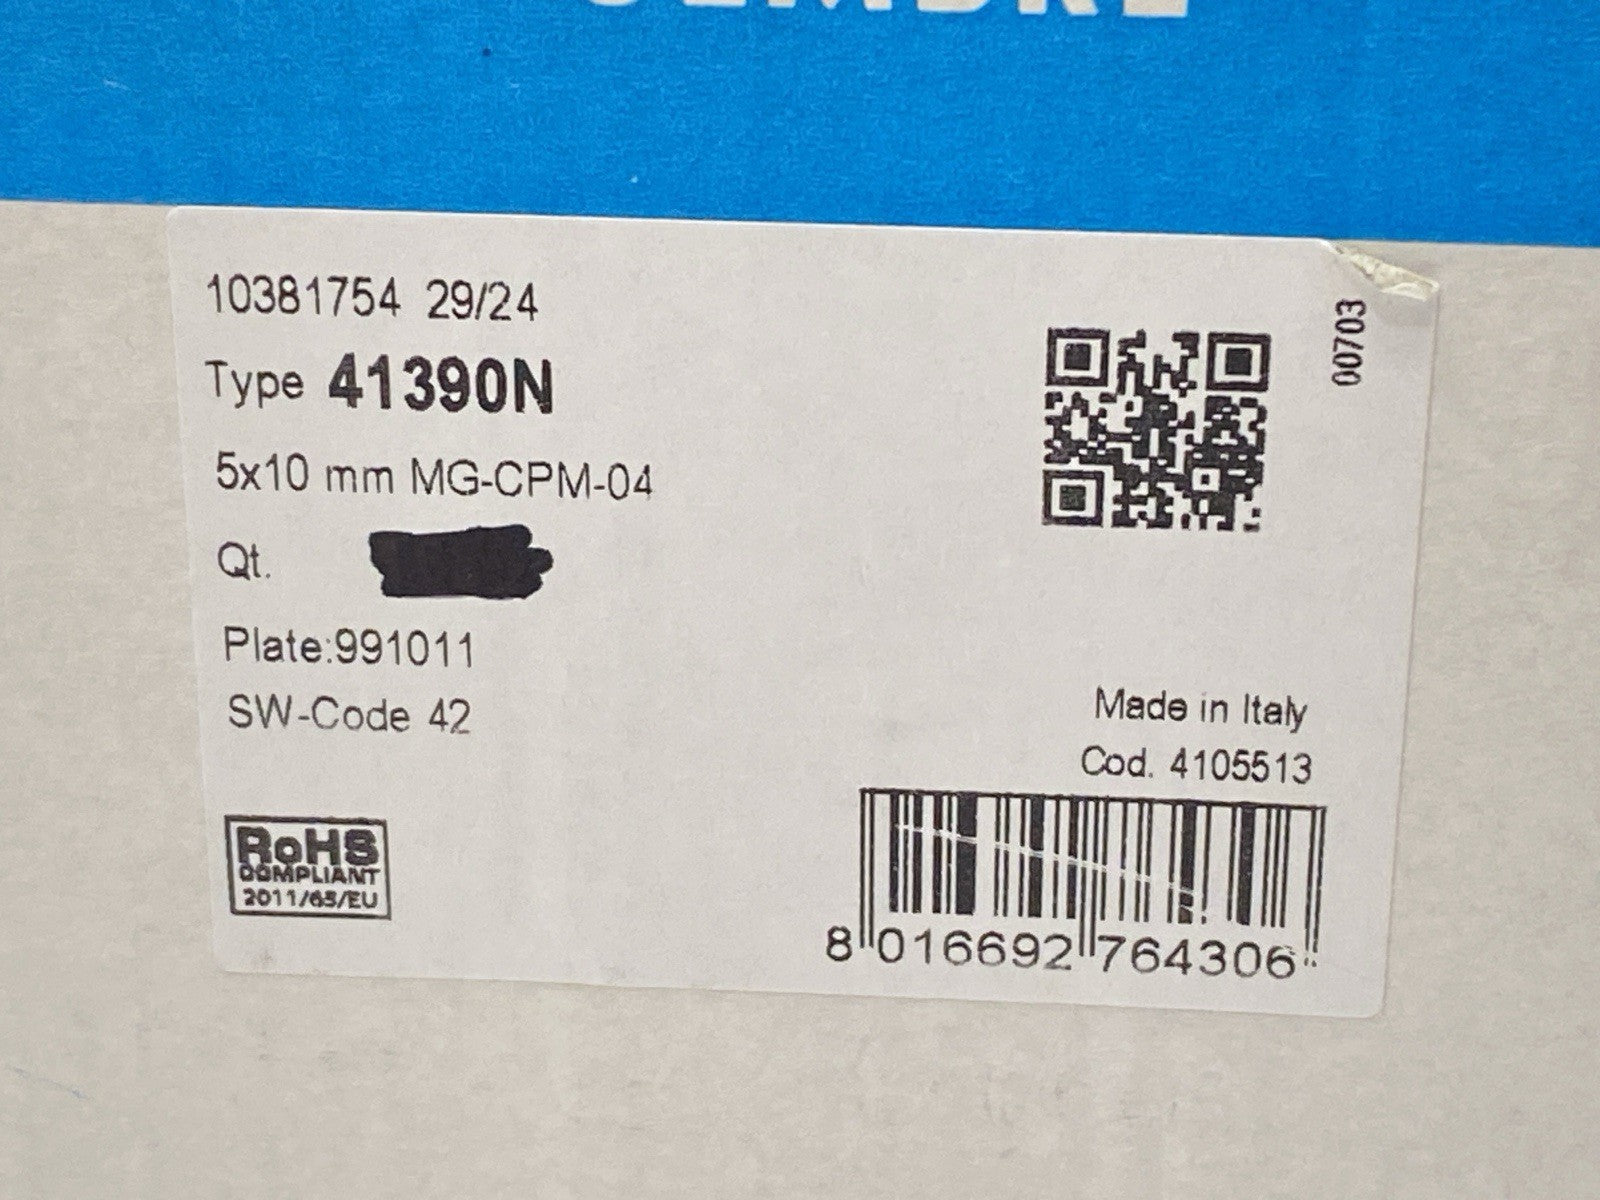 CEMBRE
10381754 29/24
00703
Type 41390N
5x10 mm MG-CPM-04
Qt.
Plate:991011
SW-Code 42
Made in Italy
Cod. 4105513
RoHS
COMPLIANT
2011/65/EU
8 016692 764306